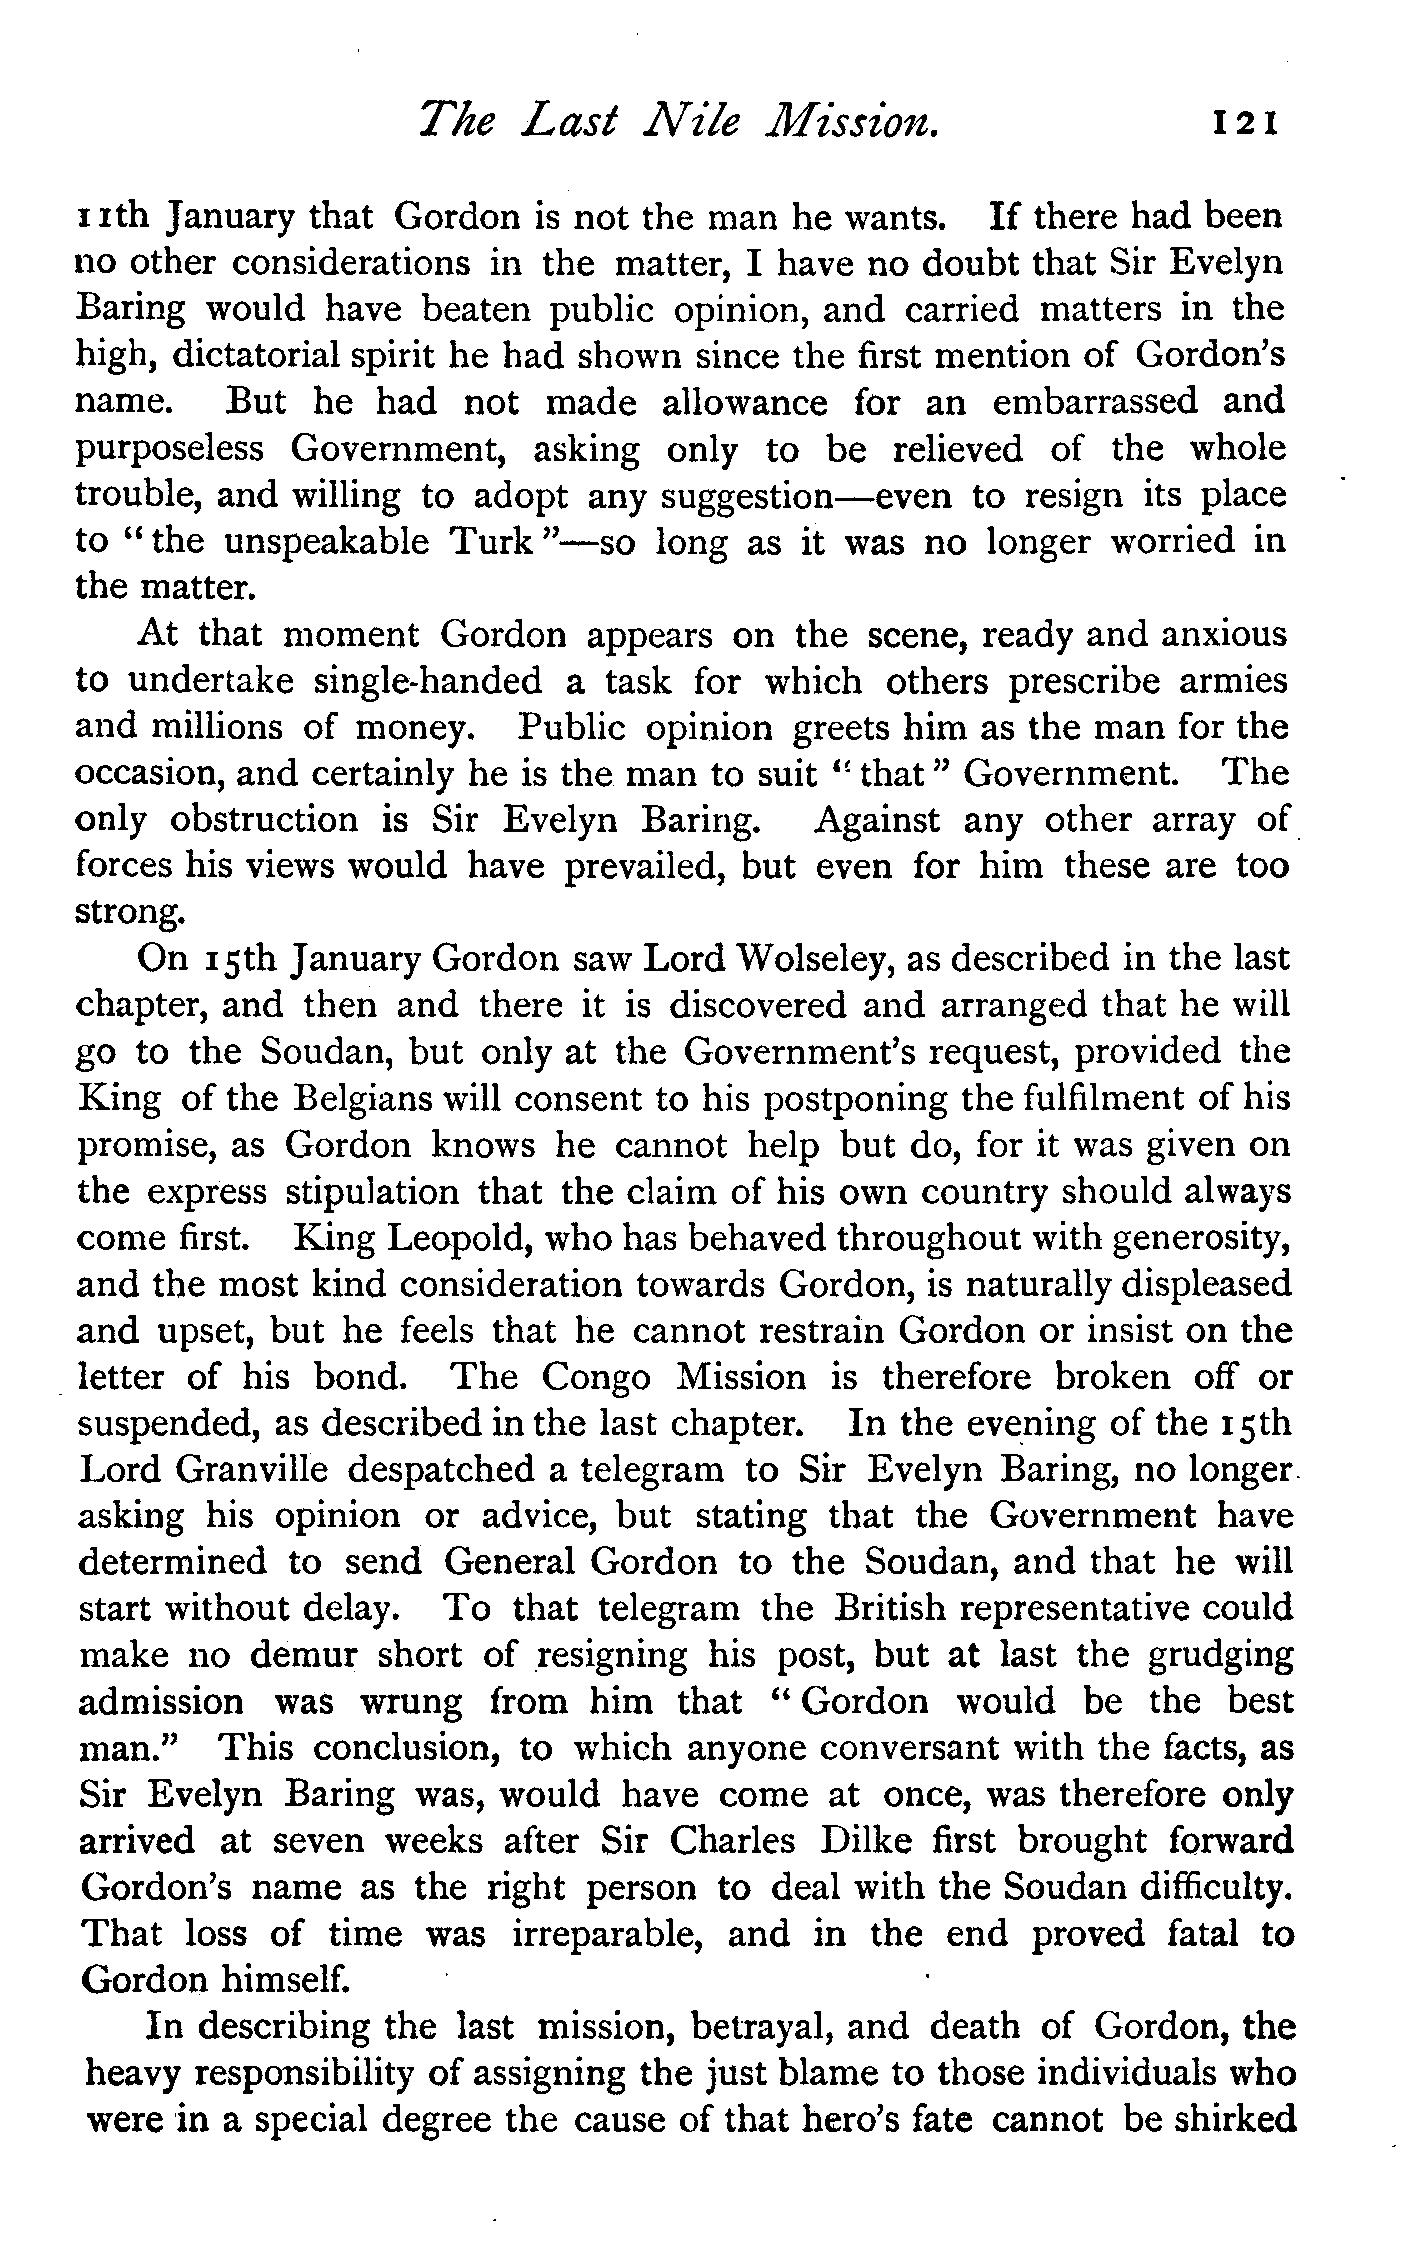 The Last Nile Mission. 121
11th January that Gordon is not the man he wants. If there had been
no other considerations in the matter, I have no doubt that Sir Evelyn
Baring would have beaten public opinion, and carried matters in the
high, dictatorial spirit he had shown since the first mention of Gordon's
name. But he had not made allowance for an embarrassed and
purposeless Government, asking only to be relieved of the whole
trouble, and willing to adopt any suggestion—even to resign its place
to "the unspeakable Turk"—so long as it was no longer worried in
the matter.
At that moment Gordon appears on the scene, ready and anxious
to undertake single-handed a task for which others prescribe armies
and millions of money. Public opinion greets him as the man for the
occasion, and certainly he is the man to suit "that" Government. The
only obstruction is Sir Evelyn Baring. Against any other array of
forces his views would have prevailed, but even for him these are too
strong.
On 15th January Gordon saw Lord Wolseley, as described in the last
chapter, and then and there it is discovered and arranged that he will
go to the Soudan, but only at the Government's request, provided the
King of the Belgians will consent to his postponing the fulfilment of his
promise, as Gordon knows he cannot help but do, for it was given on
the express stipulation that the claim of his own country should always
come first. King Leopold, who has behaved throughout with generosity,
and the most kind consideration towards Gordon, is naturally displeased
and upset, but he feels that he cannot restrain Gordon or insist on the
letter of his bond. The Congo Mission is therefore broken off or
suspended, as described in the last chapter. In the evening of the 15th
Lord Granville despatched a telegram to Sir Evelyn Baring, no longer
asking his opinion or advice, but stating that the Government have
determined to send General Gordon to the Soudan, and that he will
start without delay. To that telegram the British representative could
make no demur short of resigning his post, but at last the grudging
admission was wrung from him that "Gordon would be the best
man." This conclusion, to which anyone conversant with the facts, as
Sir Evelyn Baring was, would have come at once, was therefore only
arrived at seven weeks after Sir Charles Dilke first brought forward
Gordon's name as the right person to deal with the Soudan difficulty.
That loss of time was irreparable, and in the end proved fatal to
Gordon himself.
In describing the last mission, betrayal, and death of Gordon, the
heavy responsibility of assigning the just blame to those individuals who
were in a special degree the cause of that hero's fate cannot be shirked